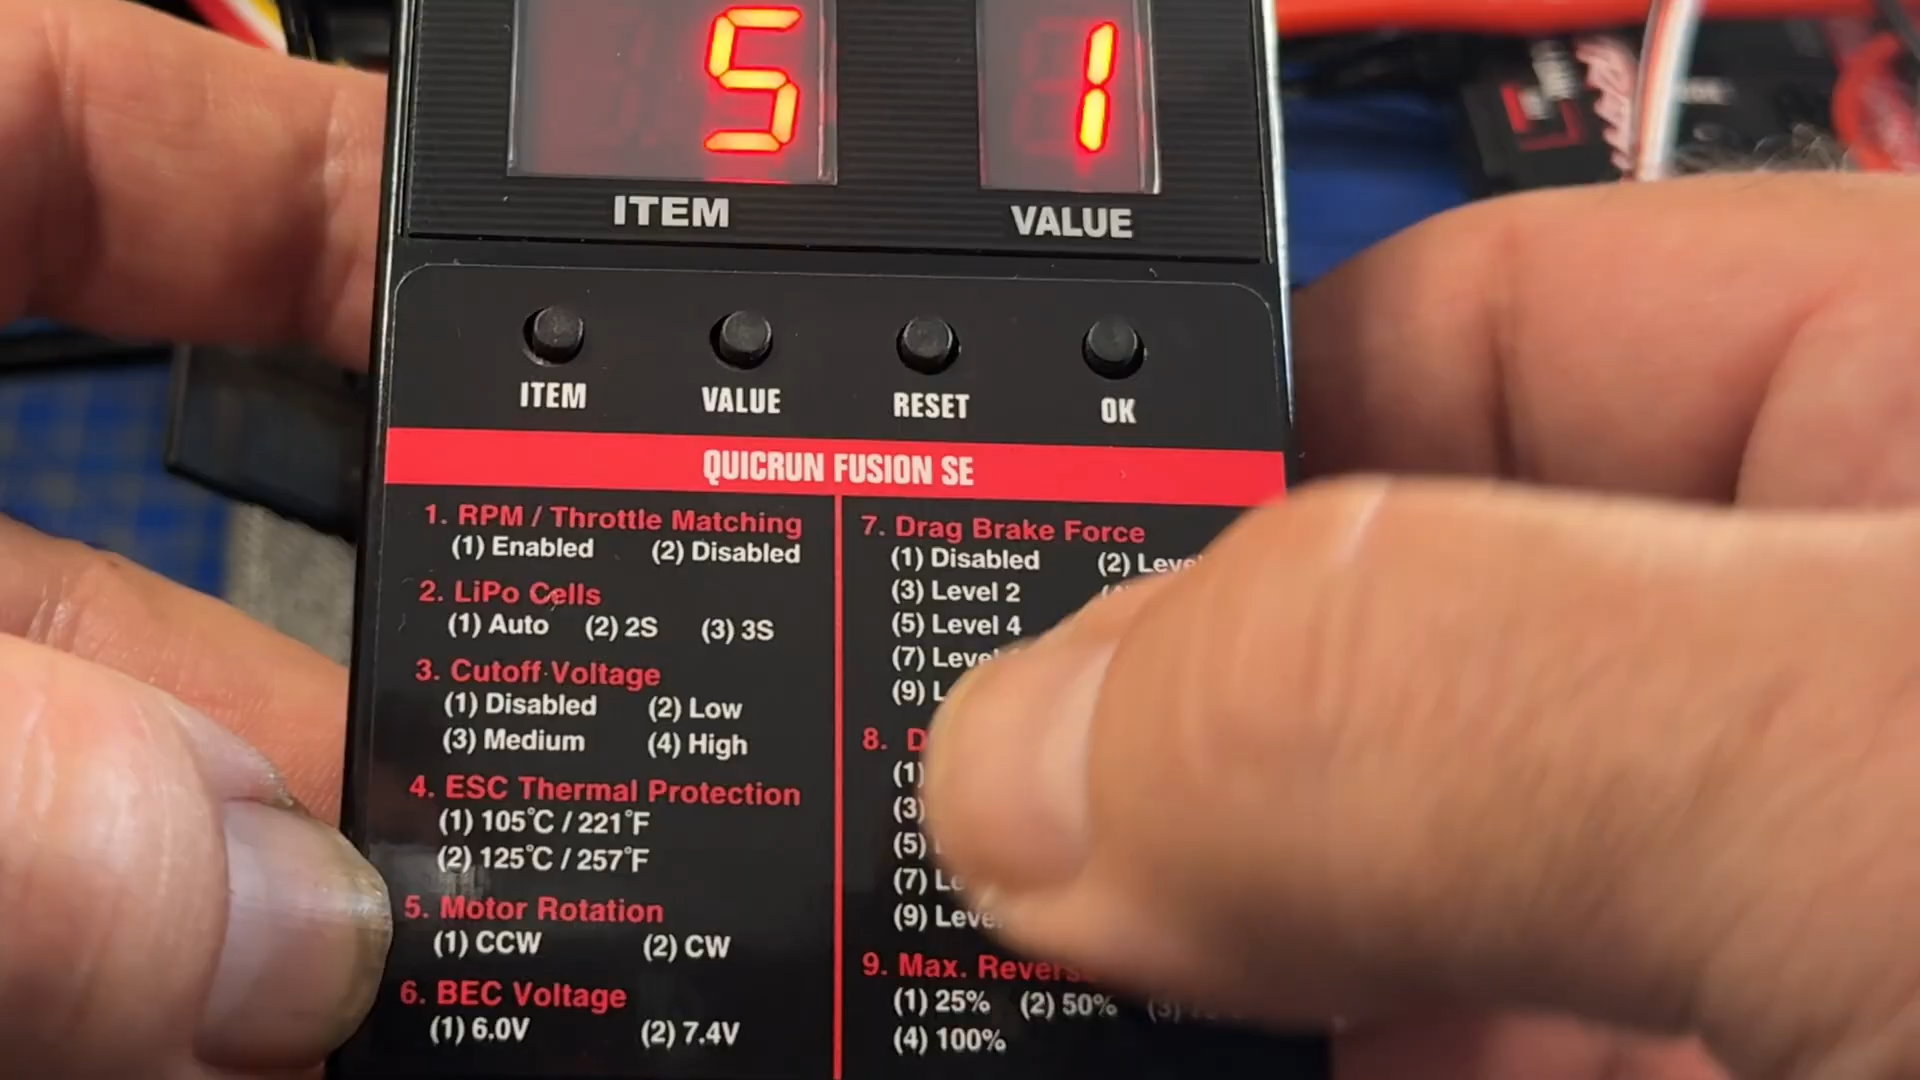 5 1
ITEM VALUE
ITEM VALUE RESET OK
QUICRUN FUSION SE
1. RPM / Throttle Matching
(1) Enabled (2) Disabled
2. LiPo Cells
(1) Auto (2) 2S (3) 3S
3. Cutoff Voltage
(1) Disabled (2) Low
(3) Medium (4) High
4. ESC Thermal Protection
(1) 105°C / 221°F
(2) 125°C / 257°F
5. Motor Rotation
(1) CCW (2) CW
6. BEC Voltage
(1) 6.0V (2) 7.4V
7. Drag Brake Force
(1) Disabled (2)
(3) Level 2
(5) Level 4
(7)
(9)
8.
(1)
(3)
(5)
(7)
(9)
9. Max.
(1) 25% (2) 50% (3)
(4) 100%